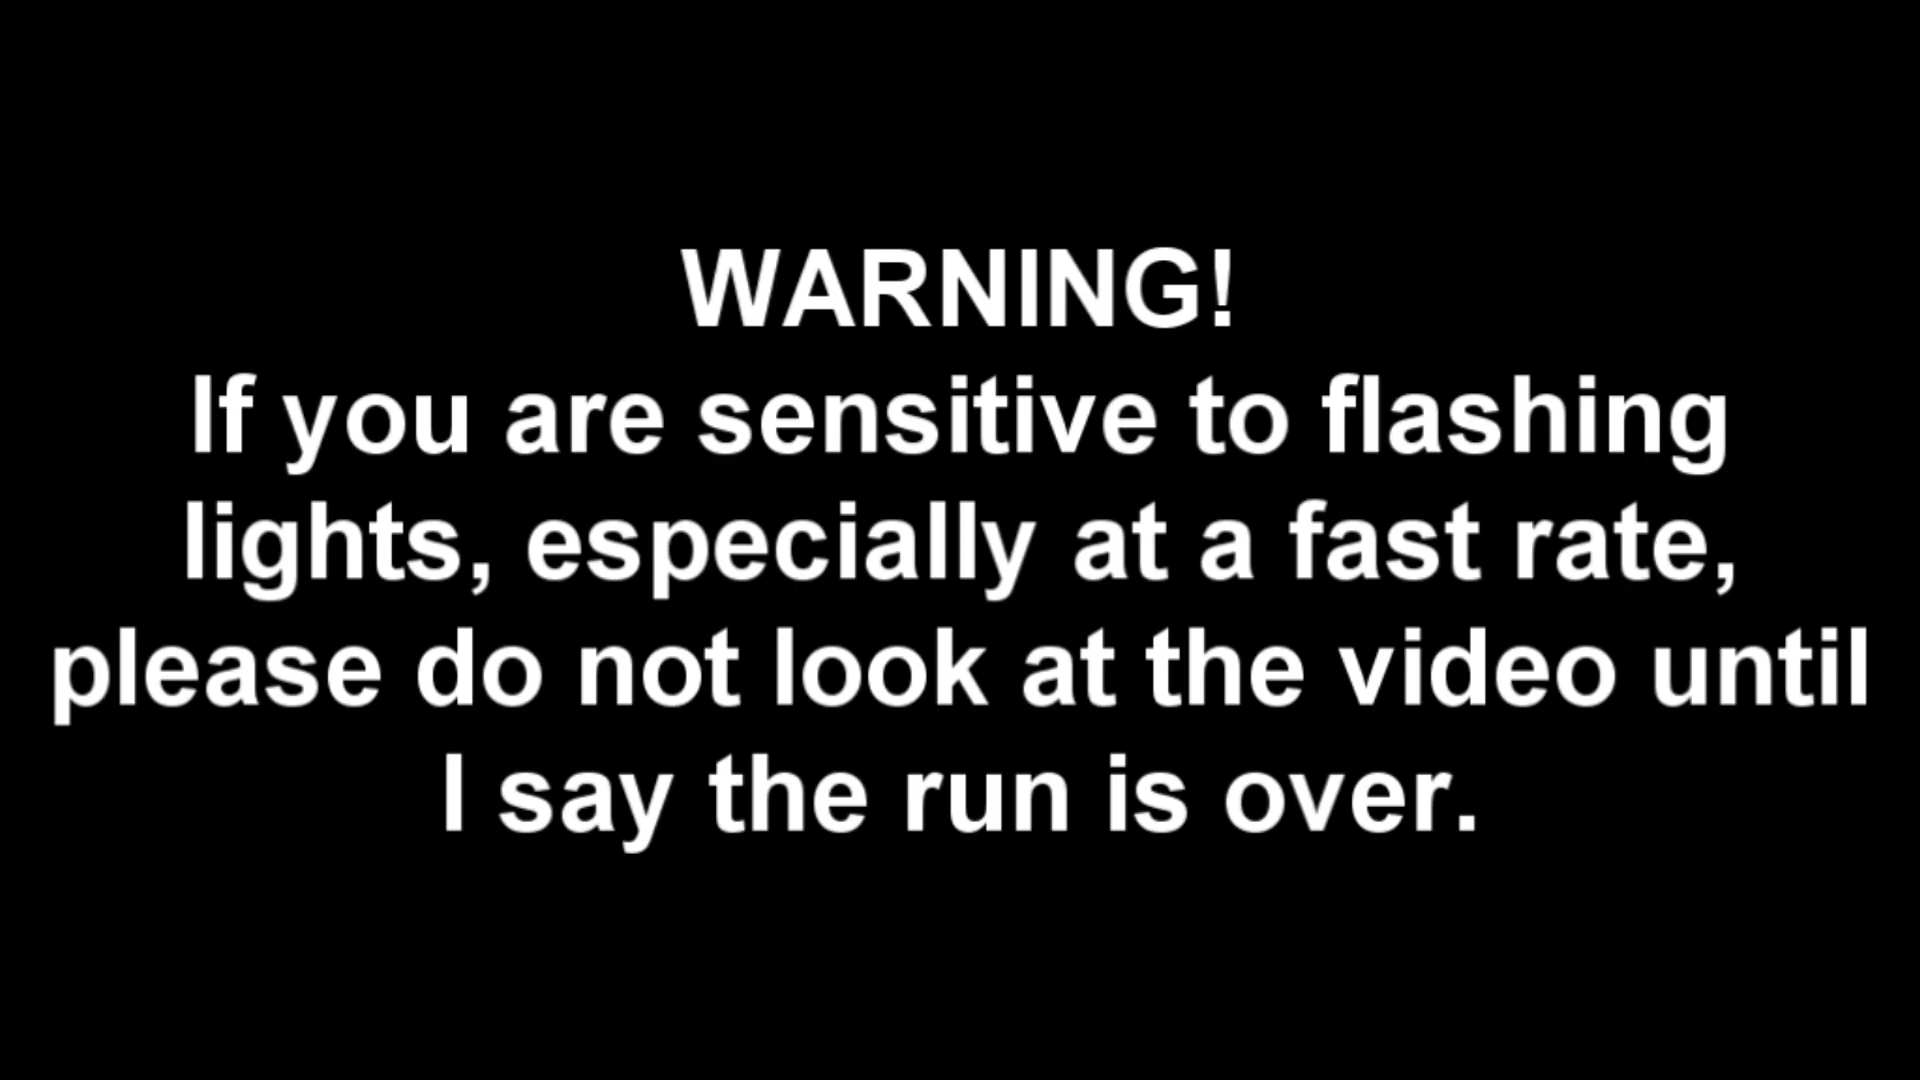 WARNING!
If you are sensitive to flashing
lights, especially at a fast rate,
please do not look at the video until
I say the run is over.